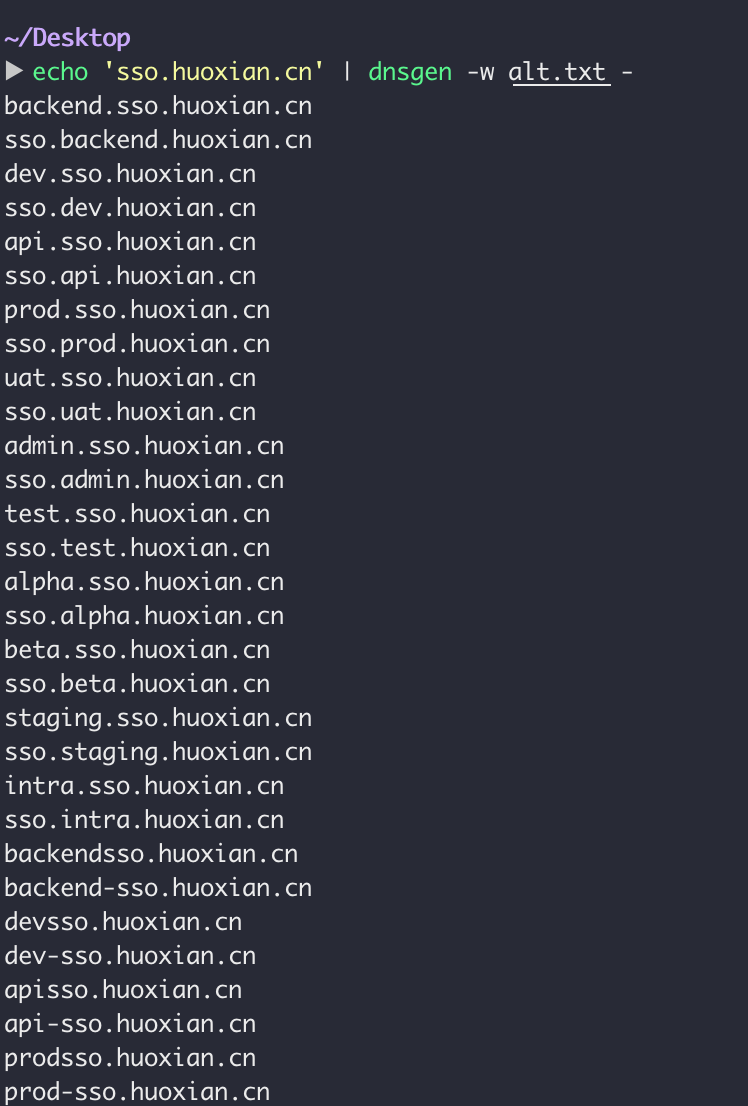 ~/Desktop
▶ echo 'sso.huoxian.cn' | dnsgen -w alt.txt -
backend.sso.huoxian.cn
sso.backend.huoxian.cn
dev.sso.huoxian.cn
sso.dev.huoxian.cn
api.sso.huoxian.cn
sso.api.huoxian.cn
prod.sso.huoxian.cn
sso.prod.huoxian.cn
uat.sso.huoxian.cn
sso.uat.huoxian.cn
admin.sso.huoxian.cn
sso.admin.huoxian.cn
test.sso.huoxian.cn
sso.test.huoxian.cn
alpha.sso.huoxian.cn
sso.alpha.huoxian.cn
beta.sso.huoxian.cn
sso.beta.huoxian.cn
staging.sso.huoxian.cn
sso.staging.huoxian.cn
intra.sso.huoxian.cn
sso.intra.huoxian.cn
backendsso.huoxian.cn
backend-sso.huoxian.cn
devsso.huoxian.cn
dev-sso.huoxian.cn
apisso.huoxian.cn
api-sso.huoxian.cn
prodsso.huoxian.cn
prod-sso.huoxian.cn